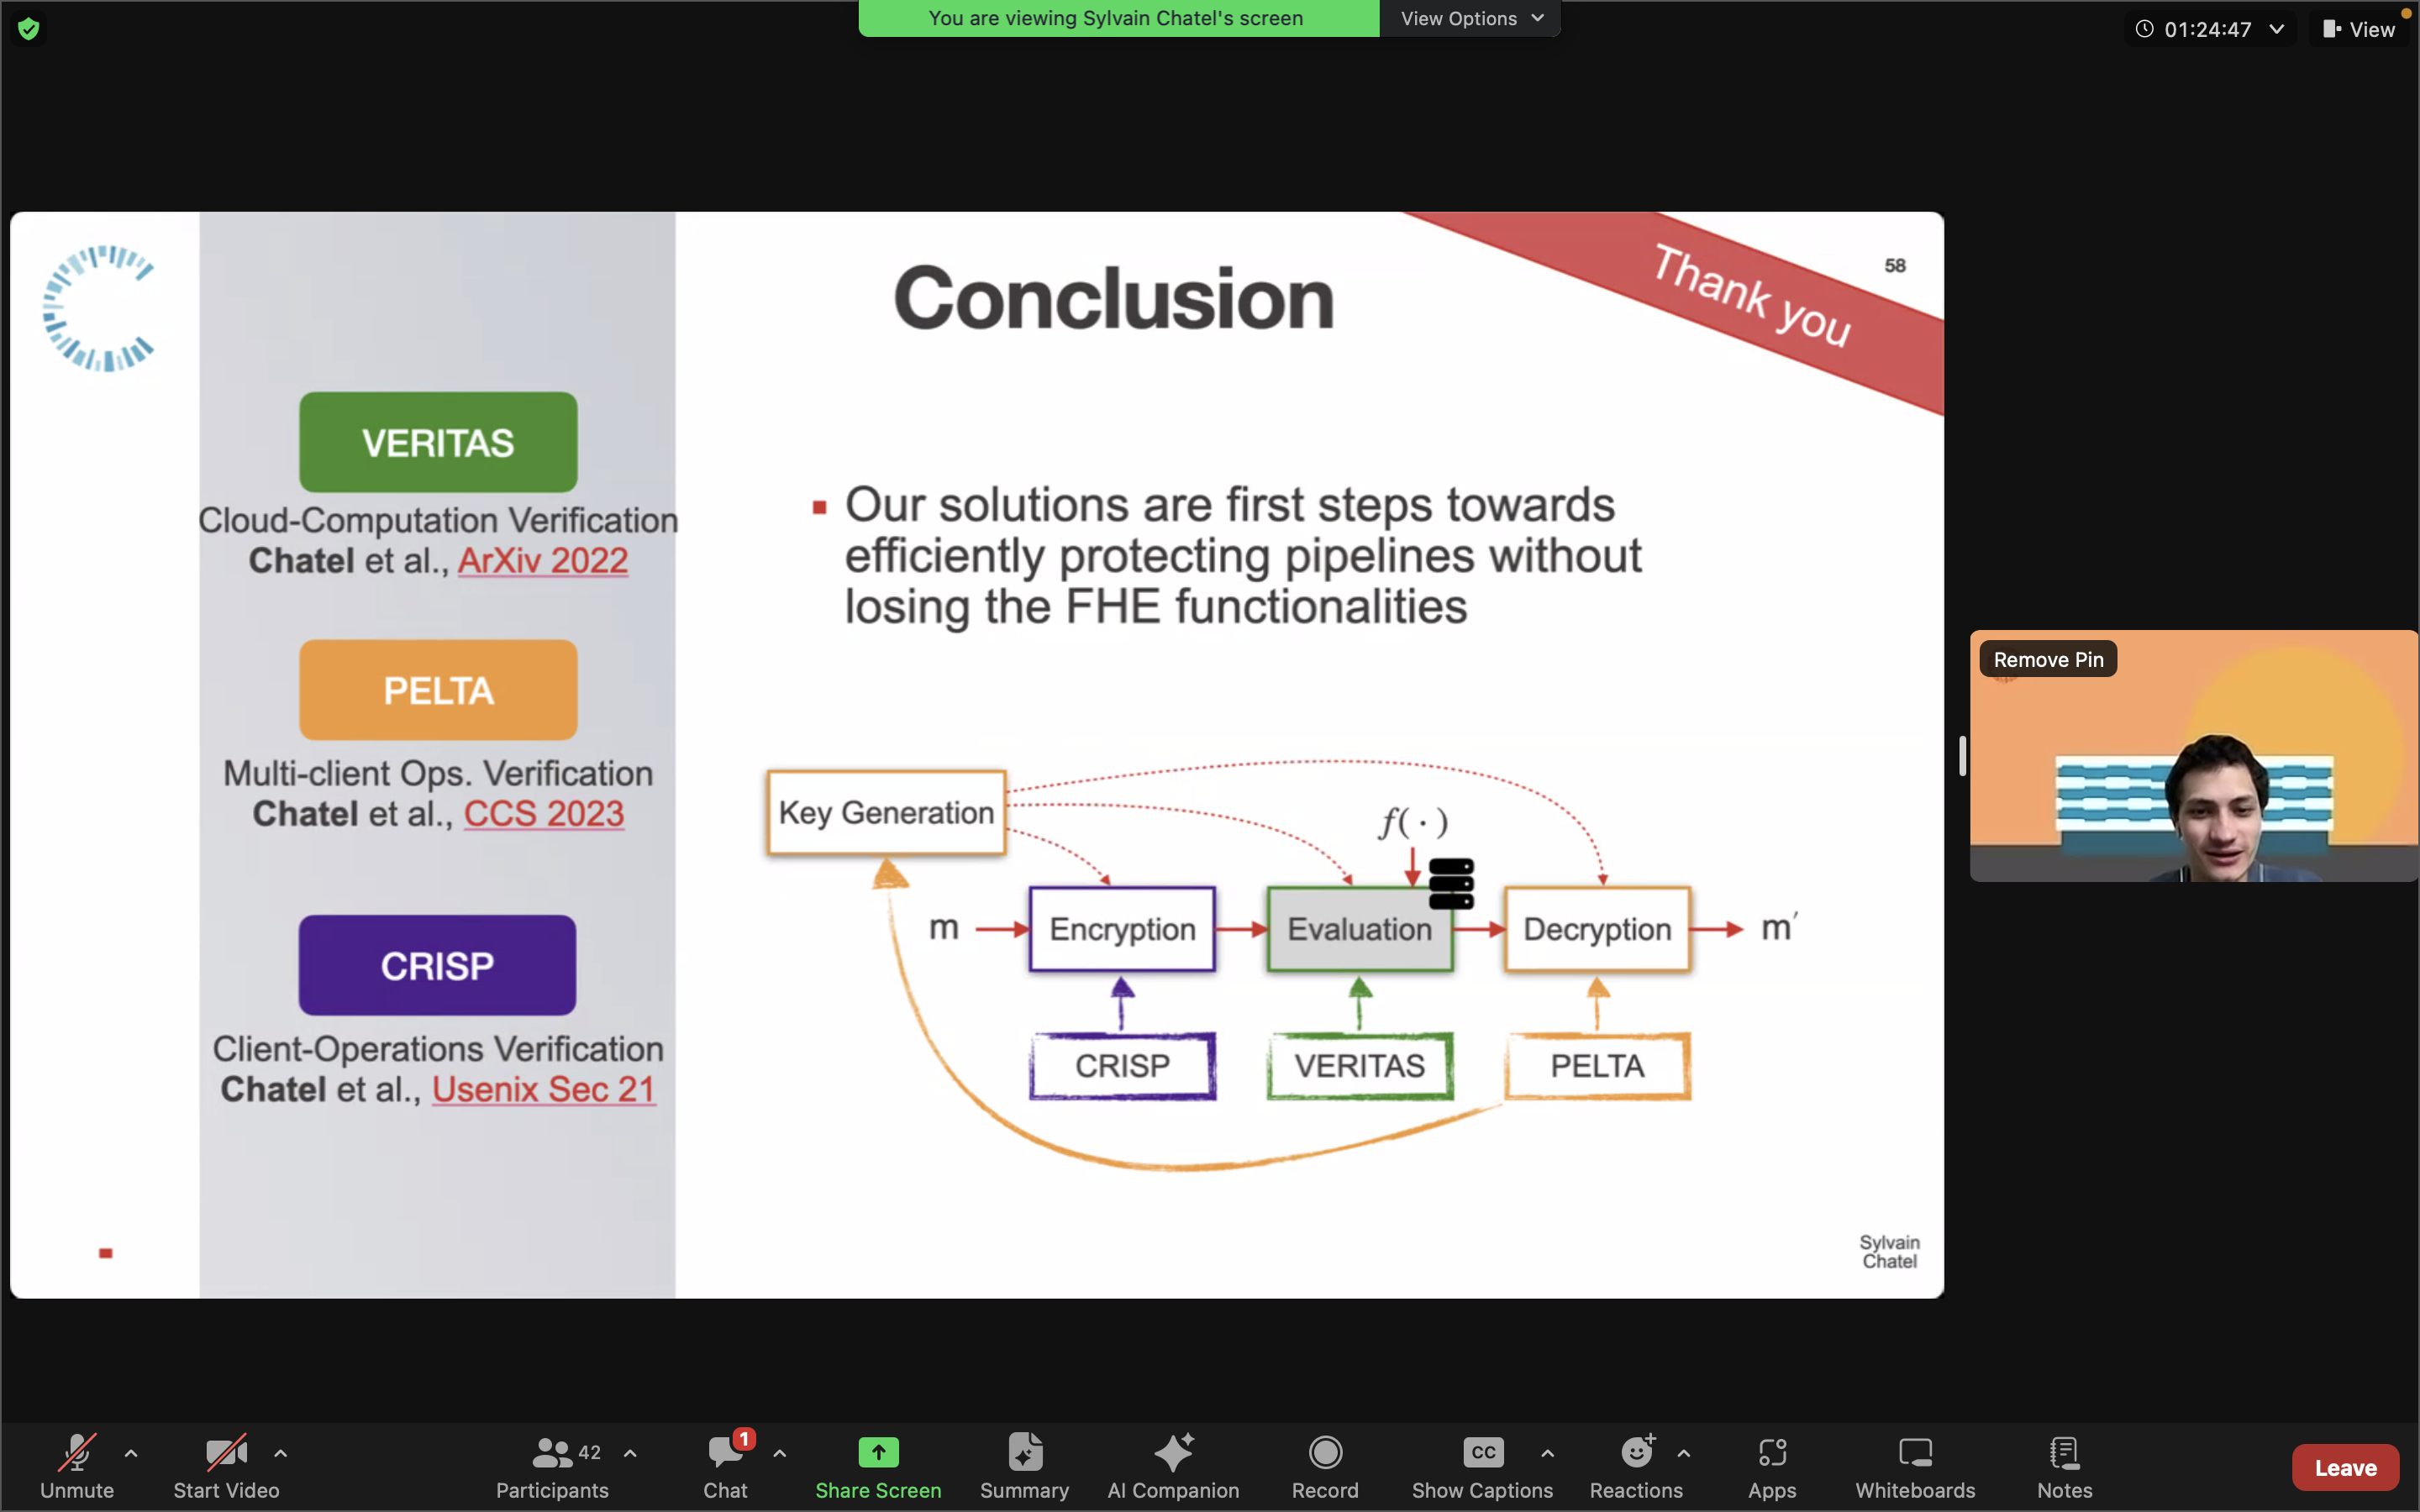 You are viewing Sylvain Chatel's screen
View Options
01:24:47
View
Conclusion
Thank you
58
VERITAS
Cloud-Computation Verification
Chatel et al., ArXiv 2022
PELTA
Multi-client Ops. Verification
Chatel et al., CCS 2023
CRISP
Client-Operations Verification
Chatel et al., Usenix Sec 21
Our solutions are first steps towards
efficiently protecting pipelines without
losing the FHE functionalities
Key Generation
f(·)
m
Encryption
Evaluation
Decryption
m′
CRISP
VERITAS
PELTA
Sylvain
Chatel
Remove Pin
Unmute
Start Video
42
Participants
1
Chat
Share Screen
Summary
AI Companion
Record
CC
Show Captions
Reactions
Apps
Whiteboards
Notes
Leave